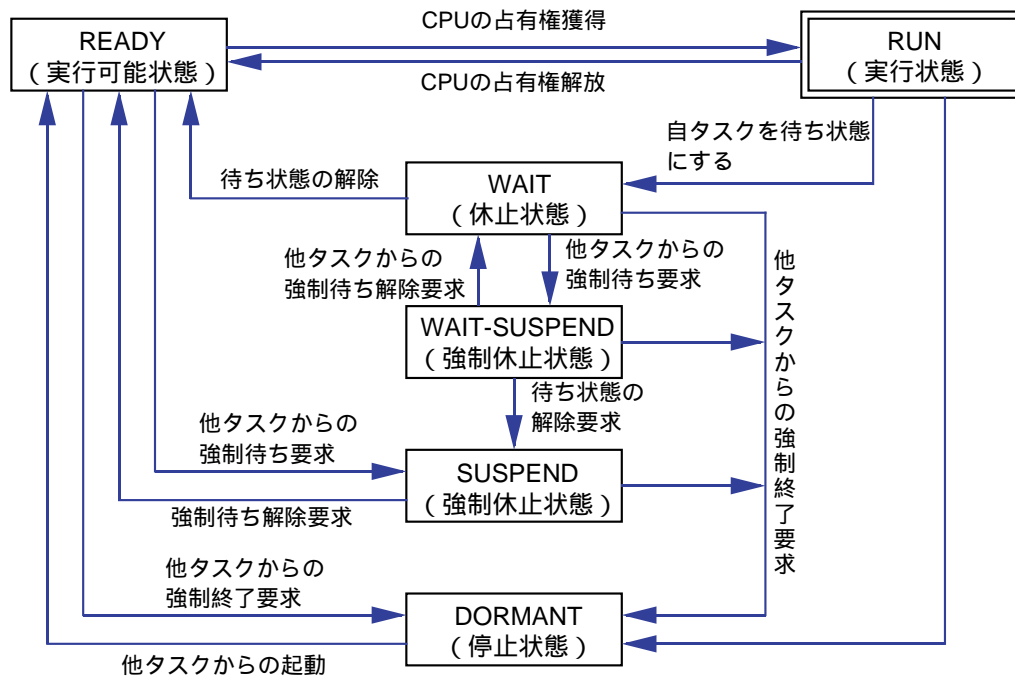 CPUの占有権獲得
READY
（実行可能状態）
RUN
（実行状態）
CPUの占有権解放
自タスクを待ち状態
にする
待ち状態の解除
WAIT
（休止状態）
他タスクからの
強制待ち解除要求
他タスクからの
強制待ち要求
他タスクからの強制終了要求
WAIT-SUSPEND
（強制休止状態）
待ち状態の
解除要求
他タスクからの
強制待ち要求
SUSPEND
（強制休止状態）
強制待ち解除要求
他タスクからの
強制終了要求
DORMANT
（停止状態）
他タスクからの起動